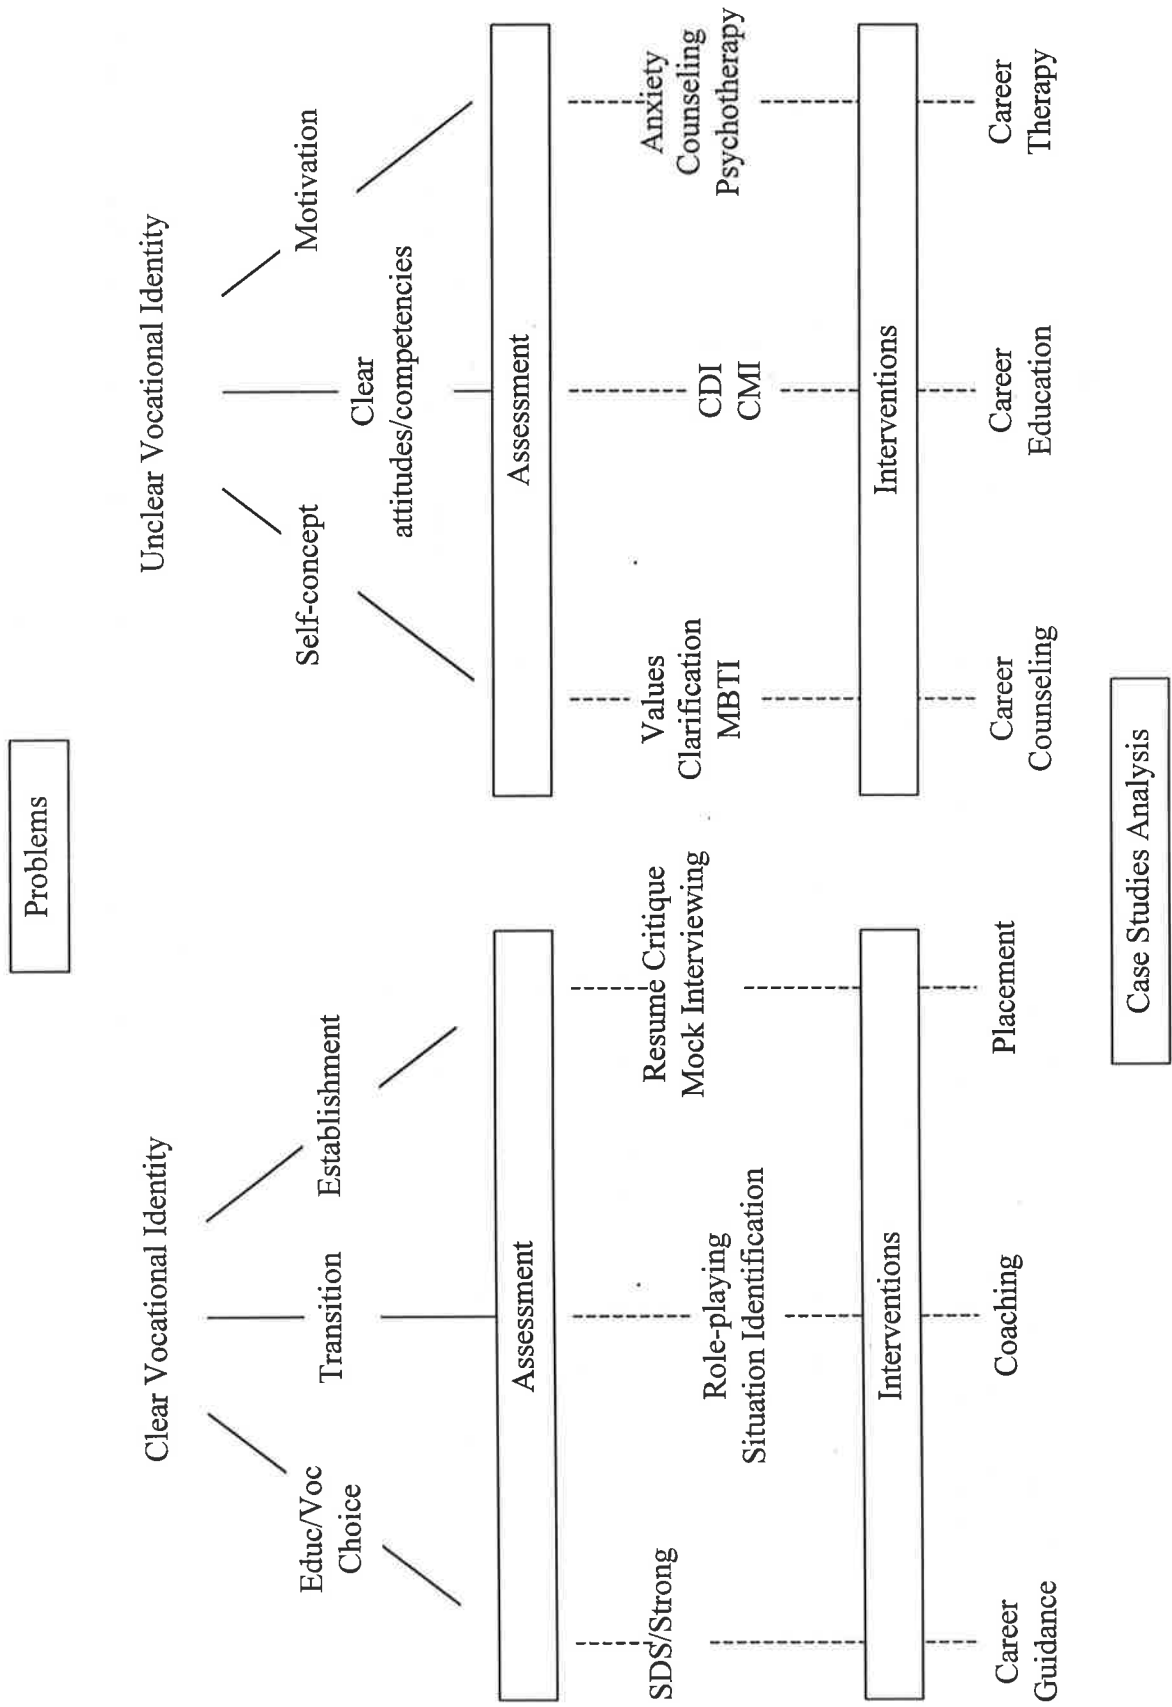 Problems
Clear Vocational Identity
Unclear Vocational Identity
Educ/Voc
Choice
Transition
Establishment
Self-concept
Clear
attitudes/competencies
Motivation
Assessment
Assessment
SDS/Strong
Role-playing
Situation Identification
Resume Critique
Mock Interviewing
Values
Clarification
MBTI
CDI
CMI
Anxiety
Counseling
Psychotherapy
Interventions
Interventions
Career
Guidance
Coaching
Placement
Career
Counseling
Career
Education
Career
Therapy
Case Studies Analysis